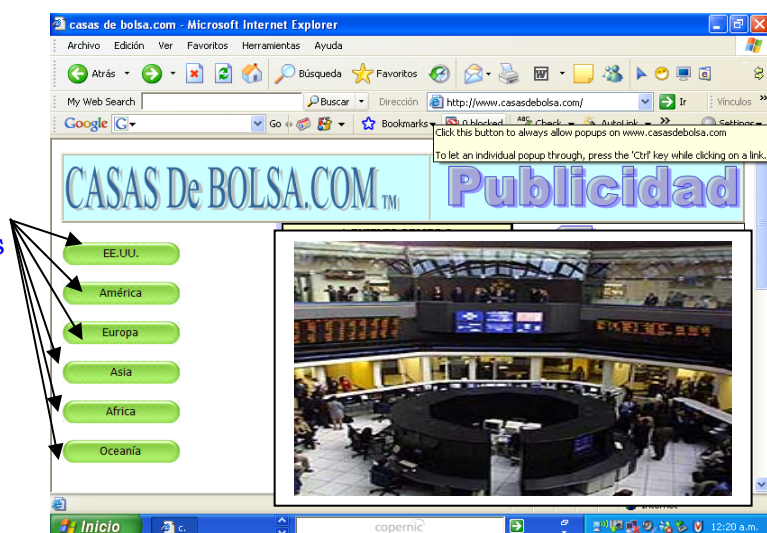 casas de bolsa.com - Microsoft Internet Explorer
Archivo Edición Ver Favoritos Herramientas Ayuda
Atrás Búsqueda Favoritos
My Web Search Buscar Dirección http://www.casasdebolsa.com/ Ir Vínculos »
Google G Go Bookmarks 0 blocked Check AutoLink » Settings
Click this button to always allow popups on www.casasdebolsa.com
To let an individual popup through, press the 'Ctrl' key while clicking on a link.
CASAS De BOLSA.COM TM Publicidad
s
EE.UU.
América
Europa
Asia
Africa
Oceanía
Inicio c. copernic 12:20 a.m.